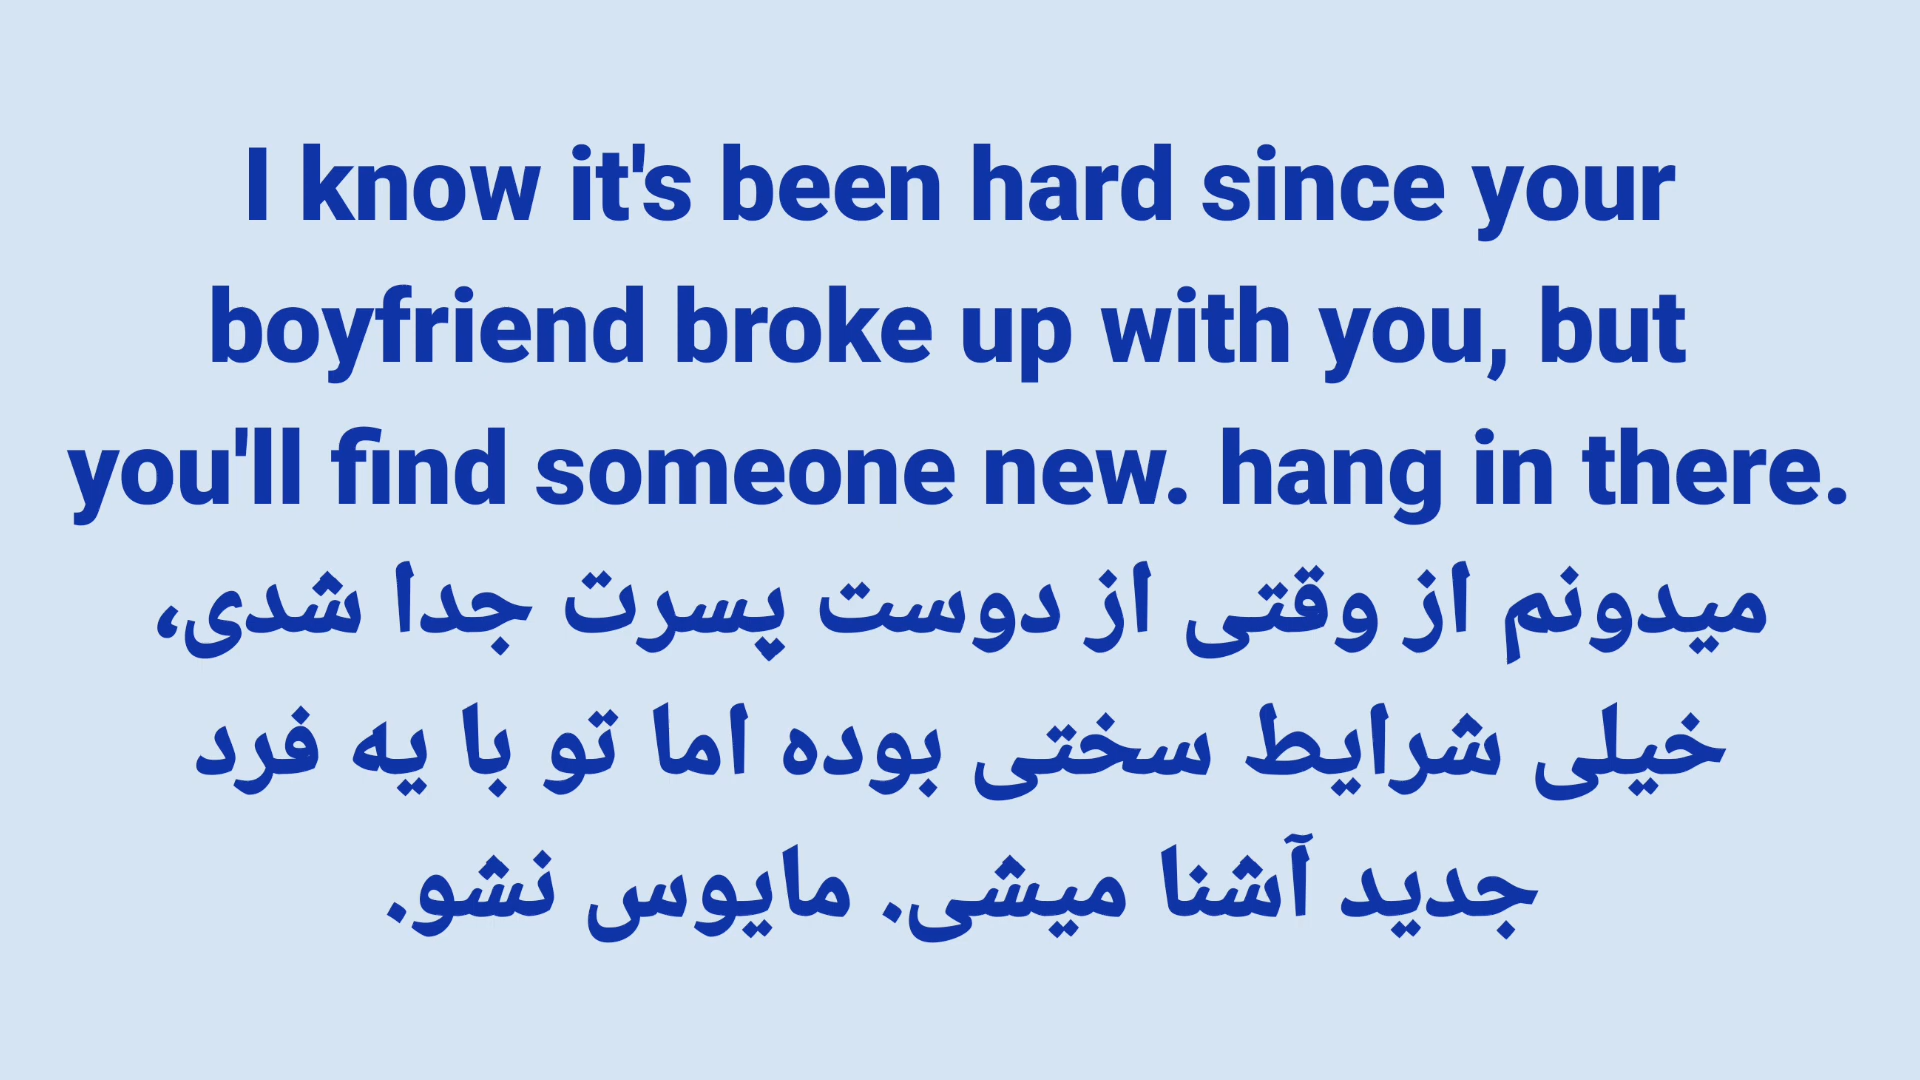 I know it's been hard since your
boyfriend broke up with you, but
you'll find someone new. hang in there.
میدونم از وقتی از دوست پسرت جدا شدی،
خیلی شرایط سختی بوده اما تو با یه فرد
جدید آشنا میشی. مایوس نشو.